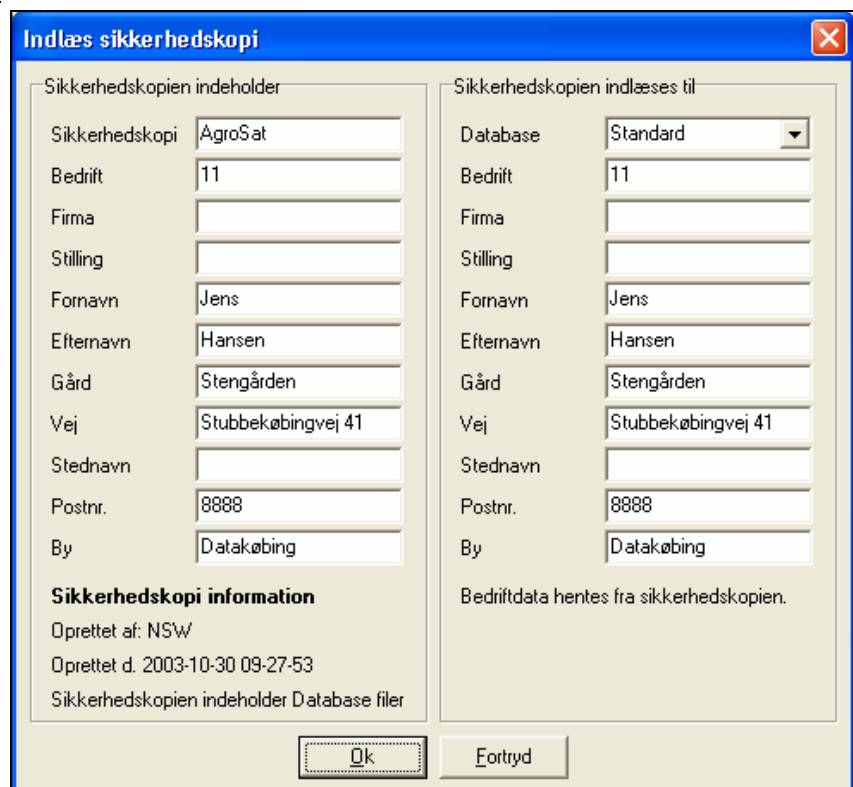 Indlæs sikkerhedskopi
Sikkerhedskopien indeholder
Sikkerhedskopi AgroSat
Bedrift 11
Firma
Stilling
Fornavn Jens
Efternavn Hansen
Gård Stengården
Vej Stubbekøbingvej 41
Stednavn
Postnr. 8888
By Datakøbing
Sikkerhedskopi information
Oprettet af: NSW
Oprettet d. 2003-10-30 09-27-53
Sikkerhedskopien indeholder Database filer
Sikkerhedskopien indlæses til
Database Standard
Bedrift 11
Firma
Stilling
Fornavn Jens
Efternavn Hansen
Gård Stengården
Vej Stubbekøbingvej 41
Stednavn
Postnr. 8888
By Datakøbing
Bedriftdata hentes fra sikkerhedskopien.
Ok Fortryd